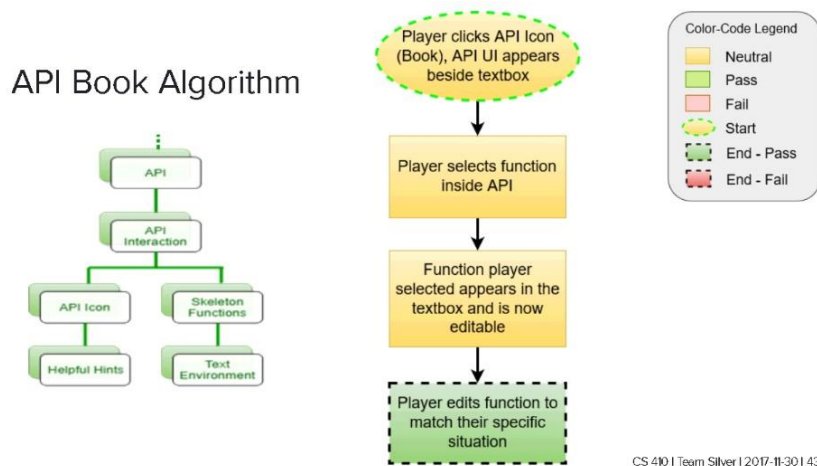 API Book Algorithm
API
API
Interaction
API Icon
Skeleton
Functions
Helpful Hints
Text
Environment
Player clicks API Icon
(Book), API UI appears
beside textbox
Player selects function
inside API
Function player
selected appears in the
textbox and is now
editable
Player edits function to
match their specific
situation
Color-Code Legend
Neutral
Pass
Fail
Start
End - Pass
End - Fail
CS 410 | Team Silver | 2017-11-30 | 43